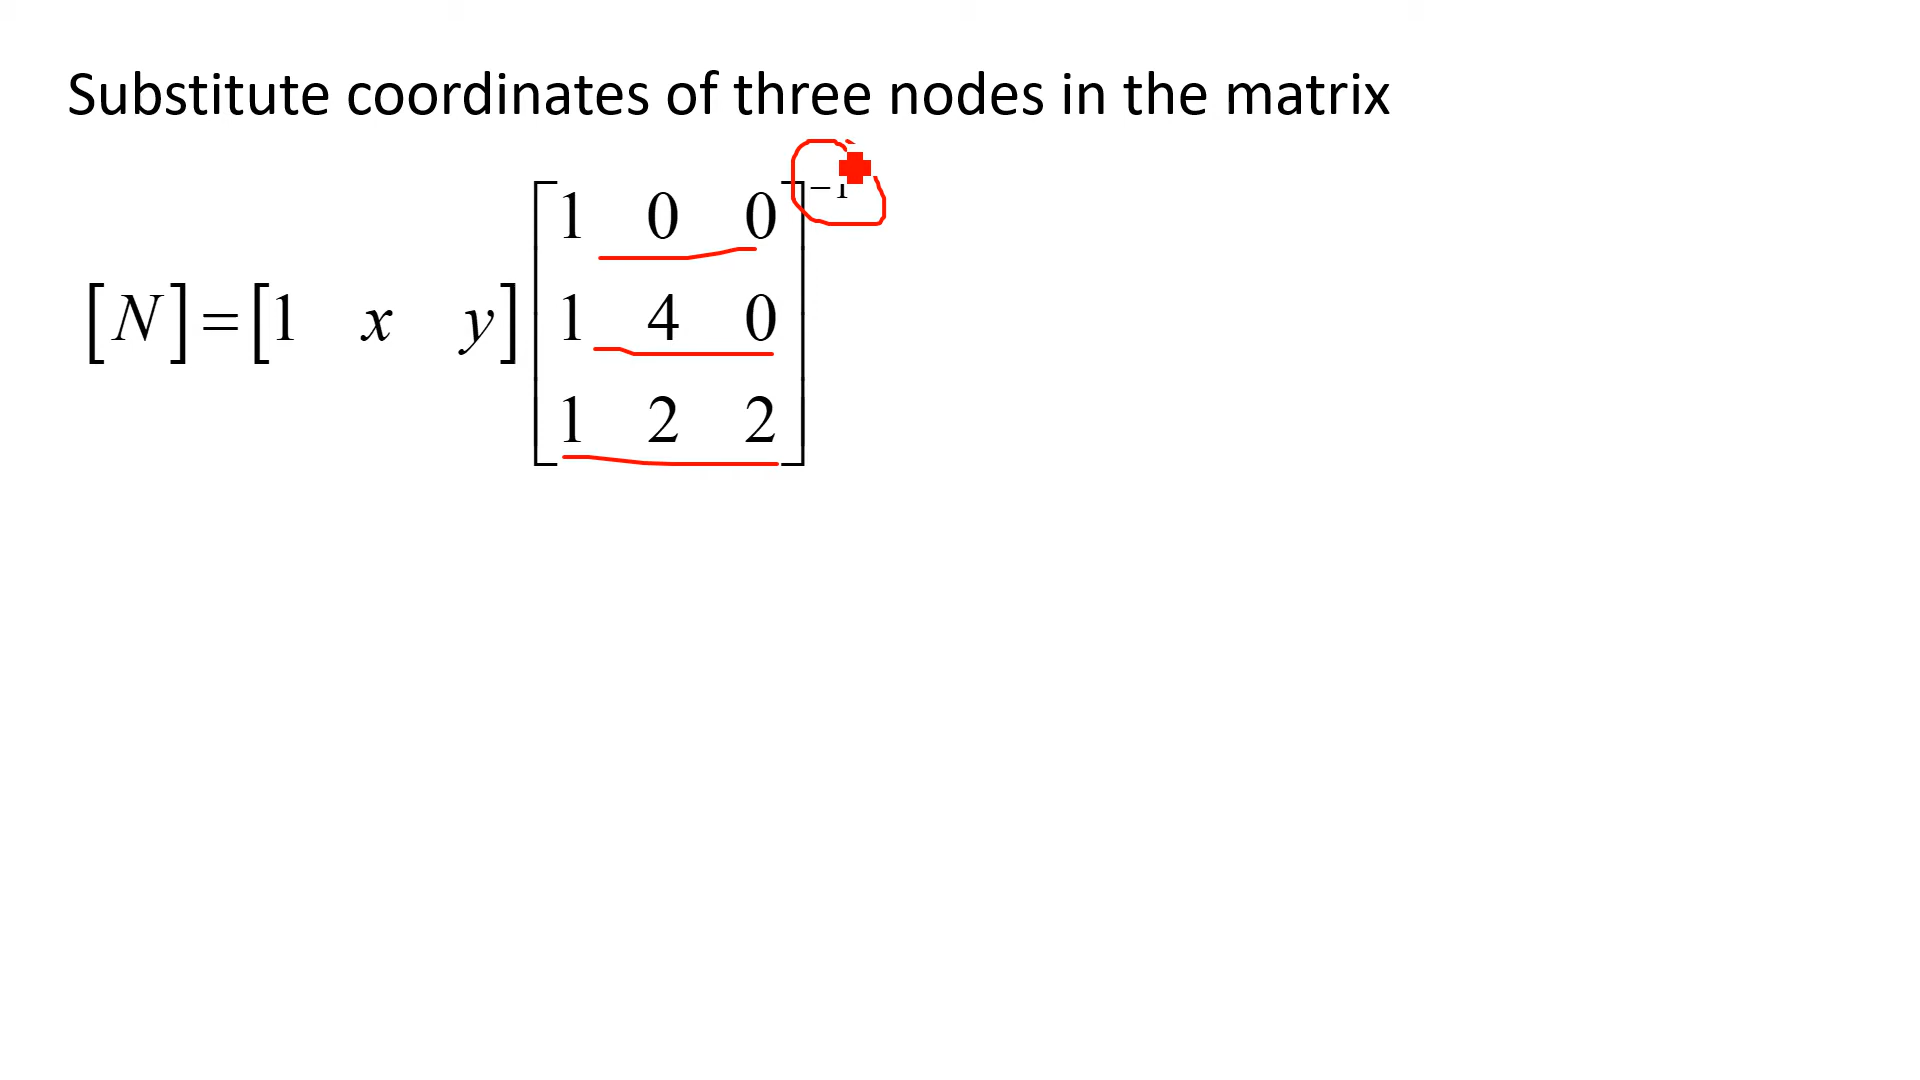 Substitute coordinates of three nodes in the matrix
[N]=[1 x y][1 0 0
1 4 0
1 2 2]⁻¹